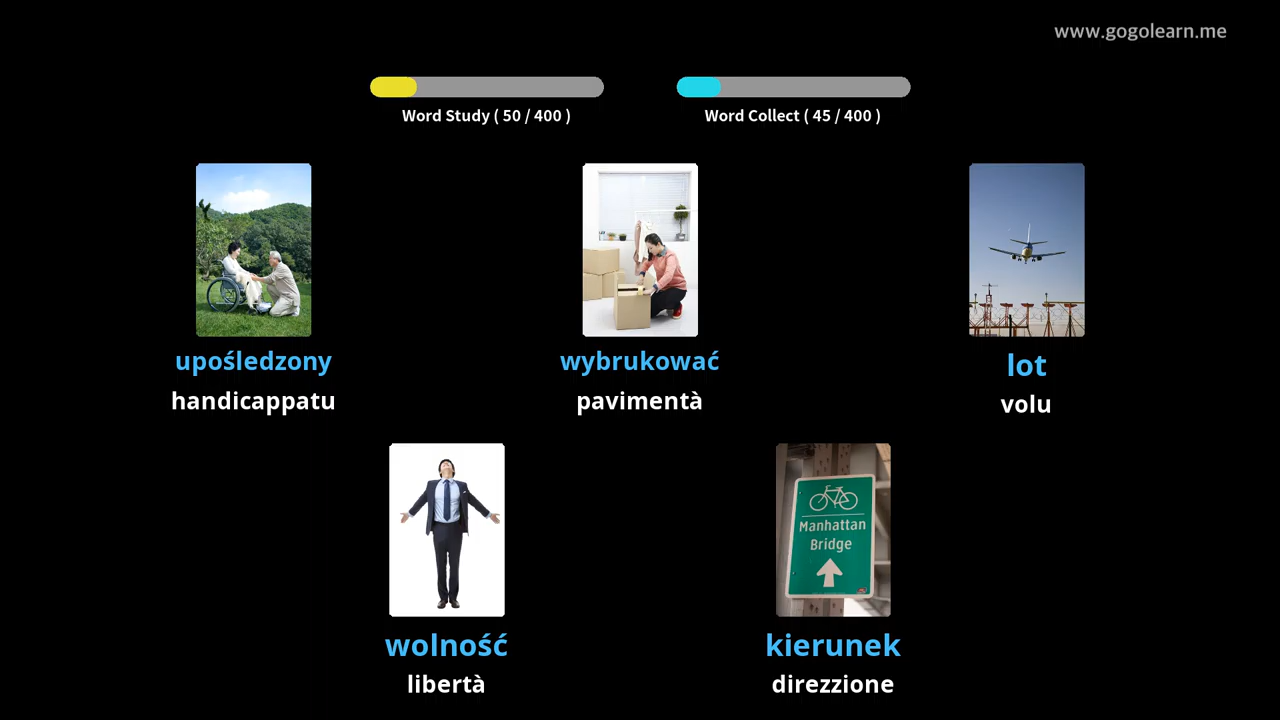 www.gogolearn.me
Word Study ( 50 / 400 )
Word Collect ( 45 / 400 )
upośledzony
handicappatu
wybrukować
pavimentà
lot
volu
wolność
libertà
Manhattan
Bridge
kierunek
direzzione